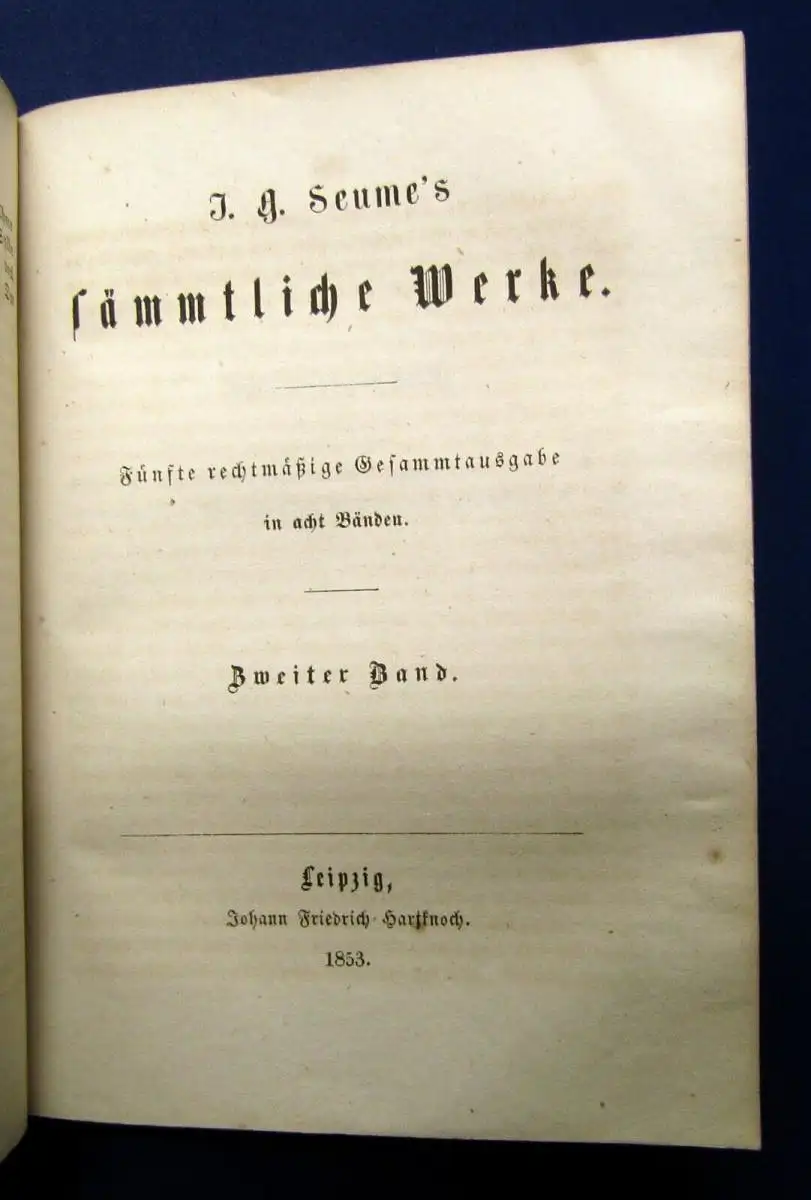 J. G. Seume's
sämmtliche Werke.
Fünfte rechtmäßige Gesammtausgabe
in acht Bänden.
Zweiter Band.
Leipzig,
Johann Friedrich Hartknoch.
1853.